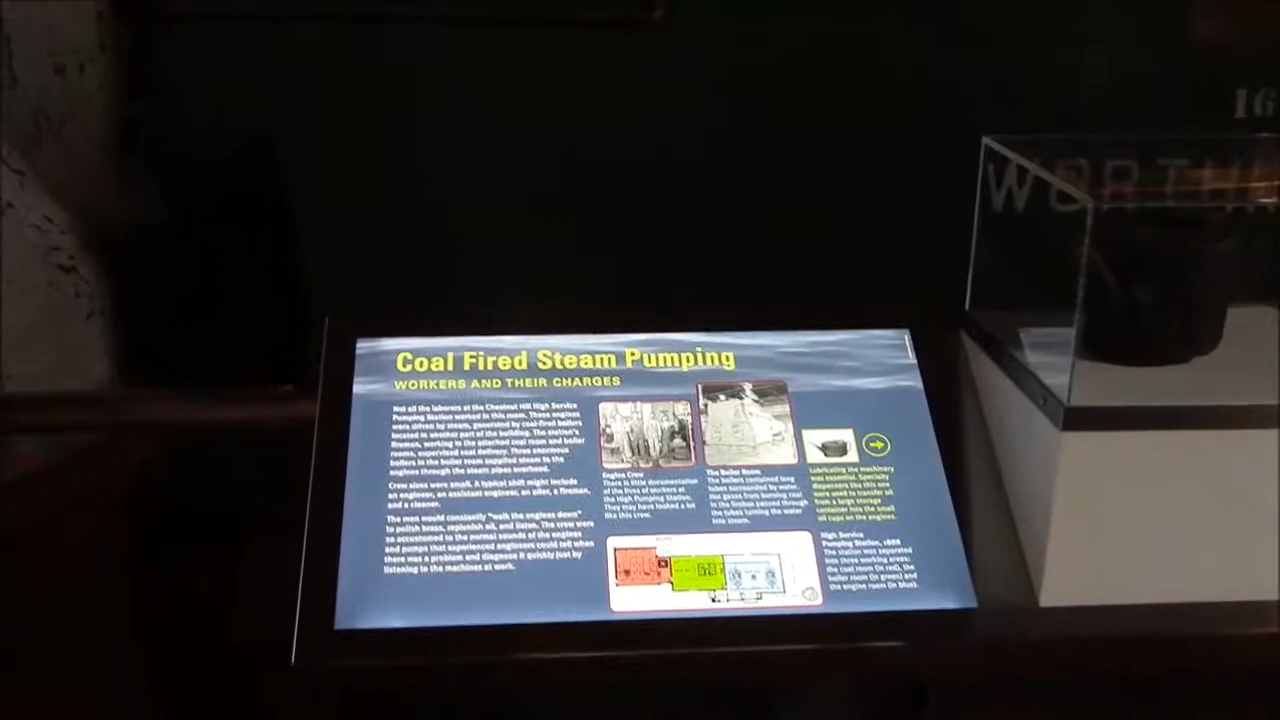 16
WORTHI
Coal Fired Steam Pumping
WORKERS AND THEIR CHARGES
Not all the laborers at the Chestnut Hill High Service
Pumping Station worked in this room. These engines
were driven by steam, generated by coal-fired boilers
located in another part of the building. The station's
fireman, working in the attached coal room and boiler
rooms, supervised coal delivery. Three enormous
boilers in the boiler room supplied steam to the
engines through the steam pipes overhead.
Crew sizes were small. A typical shift might include
an engineer, an assistant engineer, an oiler, a fireman,
and a cleaner.
The men would constantly "walk the engines down"
to polish brass, replenish oil, and listen. The crew were
so accustomed to the normal sounds of the engines
and pumps that experienced engineers could tell when
there was a problem and diagnose it quickly just by
listening to the machines at work.
Engine Crew
There is little documentation
of the lives of workers at
the High Pumping Station.
They may have looked a lot
like this crew.
The Boiler Room
The boilers contained long
tubes surrounded by water.
Hot gases from burning coal
in the firebox passed through
the tubes turning the water
into steam.
Lubricating the machinery
was essential. Specialty
dispensers like this one
were used to transfer oil
from a large storage
container into the small
oil cups on the engines.
High Service
Pumping Station, 1888
The station was separated
into three working areas:
the coal room (in red), the
boiler room (in green) and
the engine room (in blue).